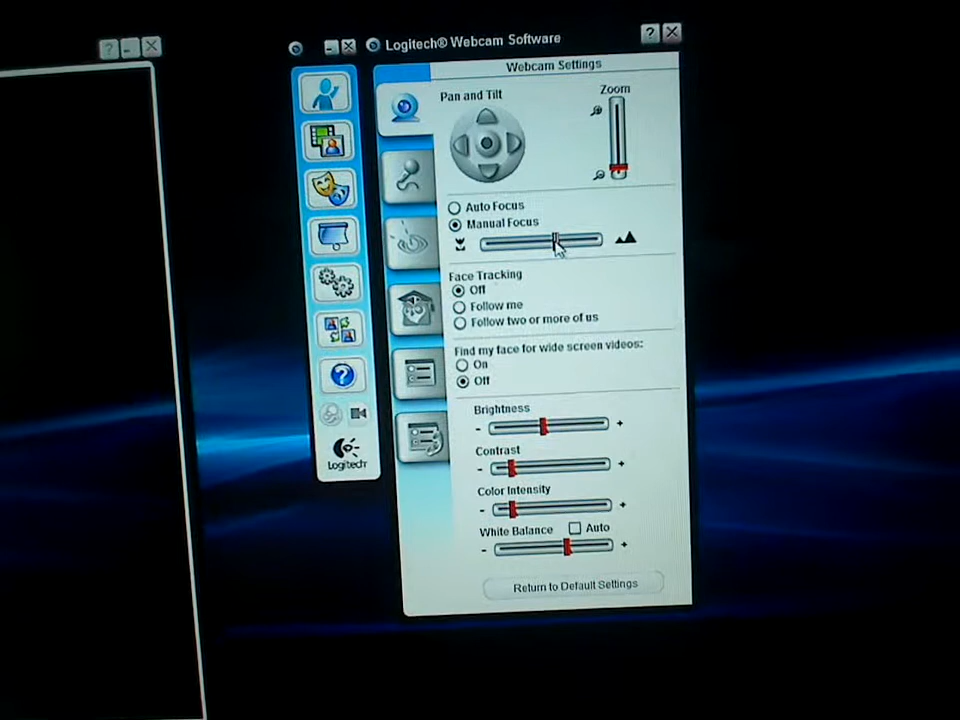 Logitech® Webcam Software
Webcam Settings
Pan and Tilt
Zoom
Auto Focus
Manual Focus
Face Tracking
Off
Follow me
Follow two or more of us
Find my face for wide screen videos:
On
Off
Brightness
- +
Contrast
- +
Color Intensity
- +
White Balance Auto
- +
Return to Default Settings
Logitech